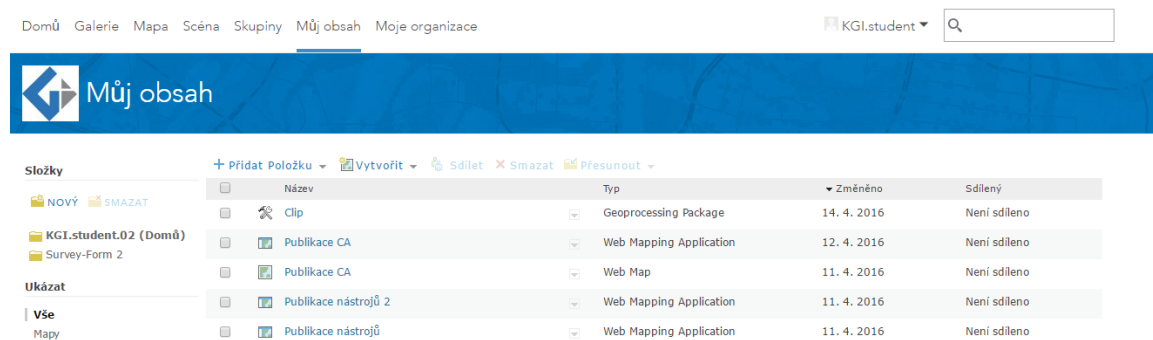 Domů Galerie Mapa Scéna Skupiny Můj obsah Moje organizace KGI.student
Můj obsah
Složky
NOVÝ SMAZAT
KGI.student.02 (Domů)
Survey-Form 2
Ukázat
Vše
Mapy
Přidat Položku Vytvořit Sdílet Smazat Přesunout
Název Typ Změněno Sdílený
Clip Geoprocessing Package 14. 4. 2016 Není sdíleno
Publikace CA Web Mapping Application 12. 4. 2016 Není sdíleno
Publikace CA Web Map 11. 4. 2016 Není sdíleno
Publikace nástrojů 2 Web Mapping Application 11. 4. 2016 Není sdíleno
Publikace nástrojů Web Mapping Application 11. 4. 2016 Není sdíleno